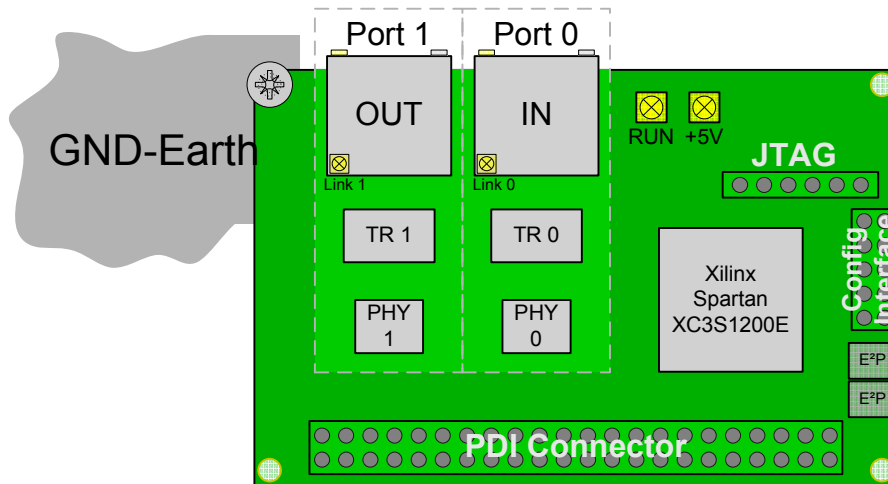 Port 1
Port 0
OUT
IN
GND-Earth
RUN
+5V
JTAG
Link 1
Link 0
TR 1
TR 0
Xilinx
Spartan
XC3S1200E
Config
Interface
PHY
1
PHY
0
E²P
E²P
PDI Connector